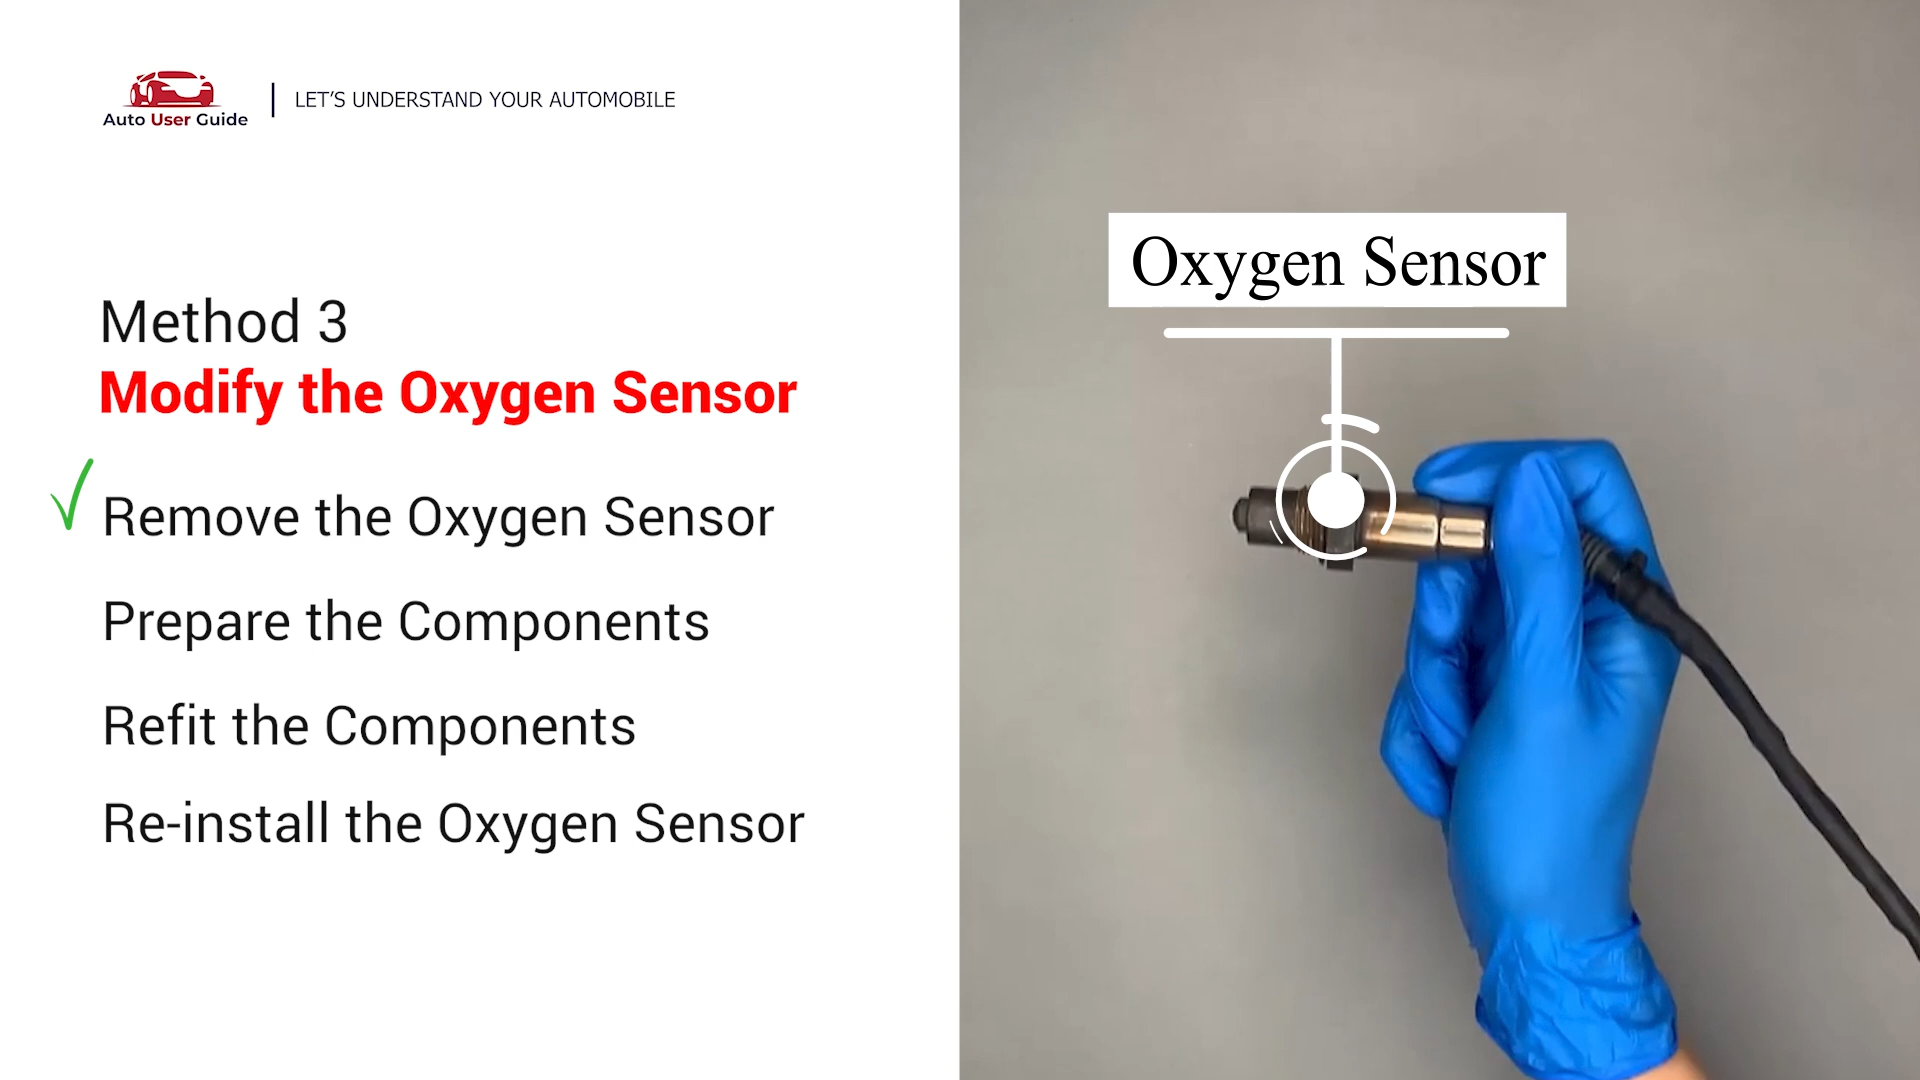 Auto User Guide
LET'S UNDERSTAND YOUR AUTOMOBILE
Method 3
Modify the Oxygen Sensor
Remove the Oxygen Sensor
Prepare the Components
Refit the Components
Re-install the Oxygen Sensor
Oxygen Sensor